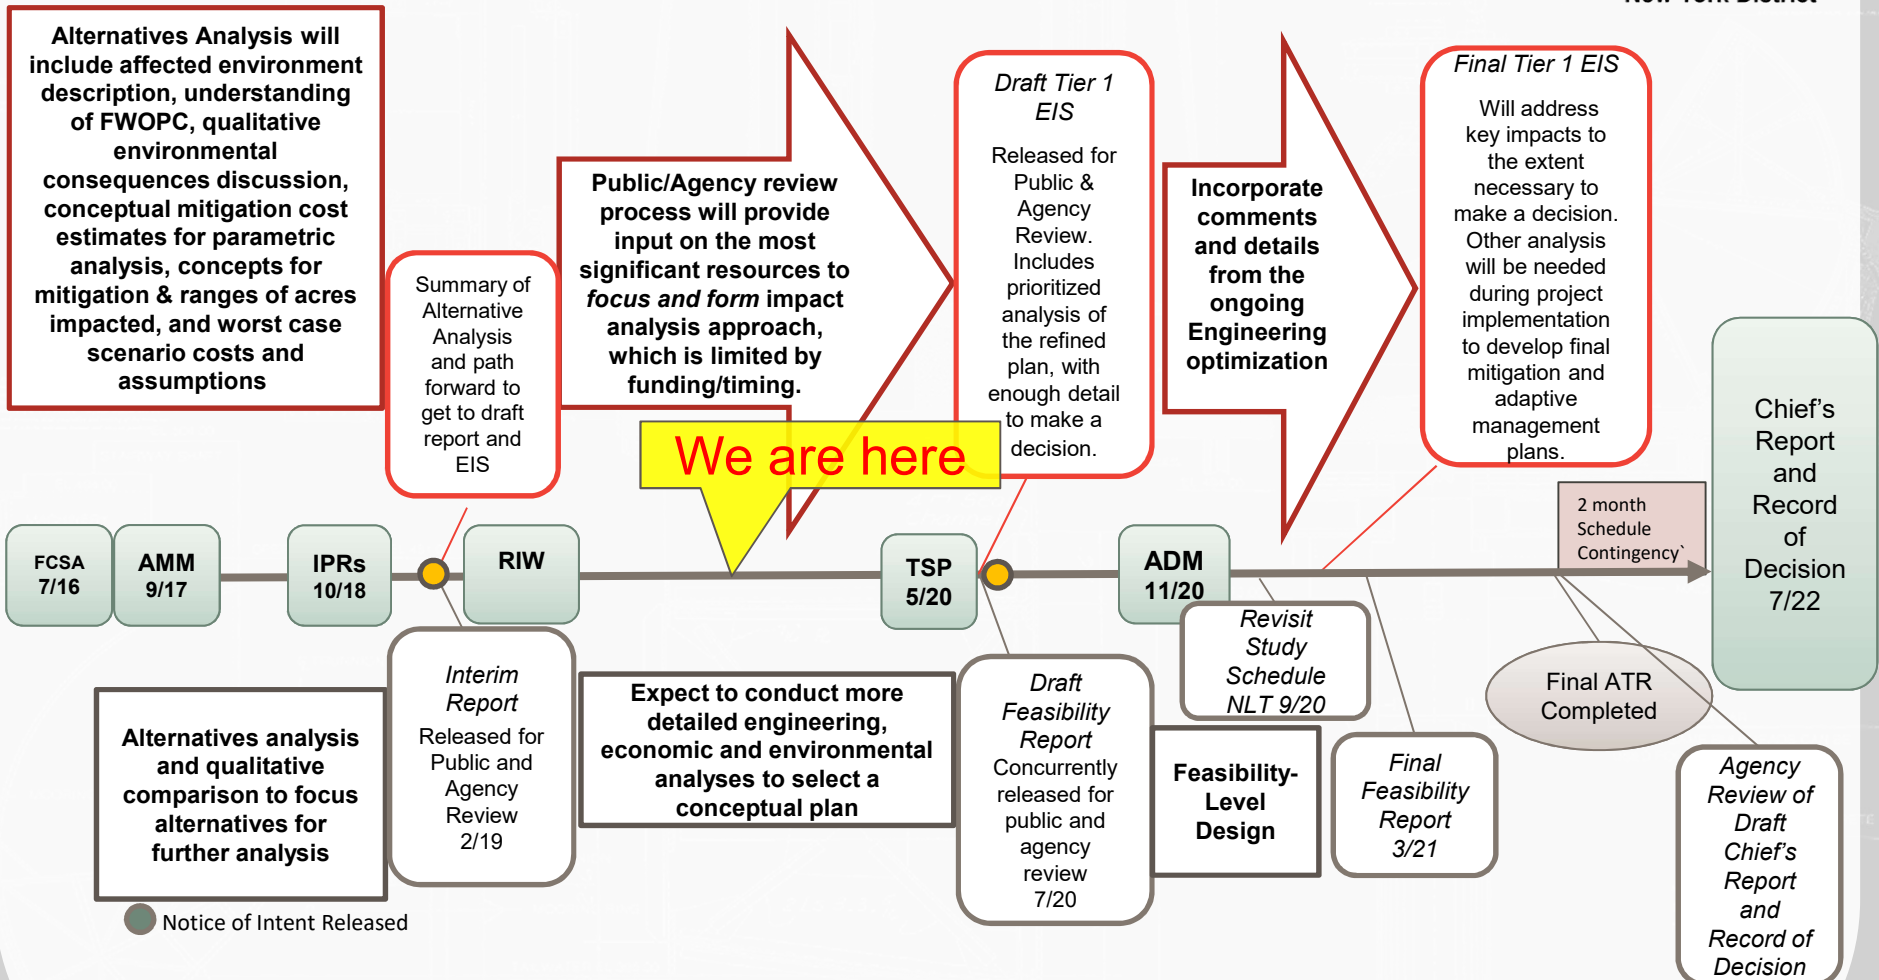 New York District
Alternatives Analysis will
include affected environment
description, understanding
of FWOPC, qualitative
environmental
consequences discussion,
conceptual mitigation cost
estimates for parametric
analysis, concepts for
mitigation & ranges of acres
impacted, and worst case
scenario costs and
assumptions
Summary of
Alternative
Analysis
and path
forward to
get to draft
report and
EIS
Public/Agency review
process will provide
input on the most
significant resources to
focus and form impact
analysis approach,
which is limited by
funding/timing.
Draft Tier 1
EIS
Released for
Public &
Agency
Review.
Includes
prioritized
analysis of
the refined
plan, with
enough detail
to make a
decision.
Incorporate
comments
and details
from the
ongoing
Engineering
optimization
Final Tier 1 EIS
Will address
key impacts to
the extent
necessary to
make a decision.
Other analysis
will be needed
during project
implementation
to develop final
mitigation and
adaptive
management
plans.
We are here
FCSA
7/16
AMM
9/17
IPRs
10/18
RIW
TSP
5/20
ADM
11/20
2 month
Schedule
Contingency`
Chief's
Report
and
Record
of
Decision
7/22
Alternatives analysis
and qualitative
comparison to focus
alternatives for
further analysis
Interim
Report
Released for
Public and
Agency
Review
2/19
Expect to conduct more
detailed engineering,
economic and environmental
analyses to select a
conceptual plan
Draft
Feasibility
Report
Concurrently
released for
public and
agency
review
7/20
Feasibility-
Level
Design
Revisit
Study
Schedule
NLT 9/20
Final
Feasibility
Report
3/21
Final ATR
Completed
Agency
Review of
Draft
Chief's
Report
and
Record of
Decision
Notice of Intent Released